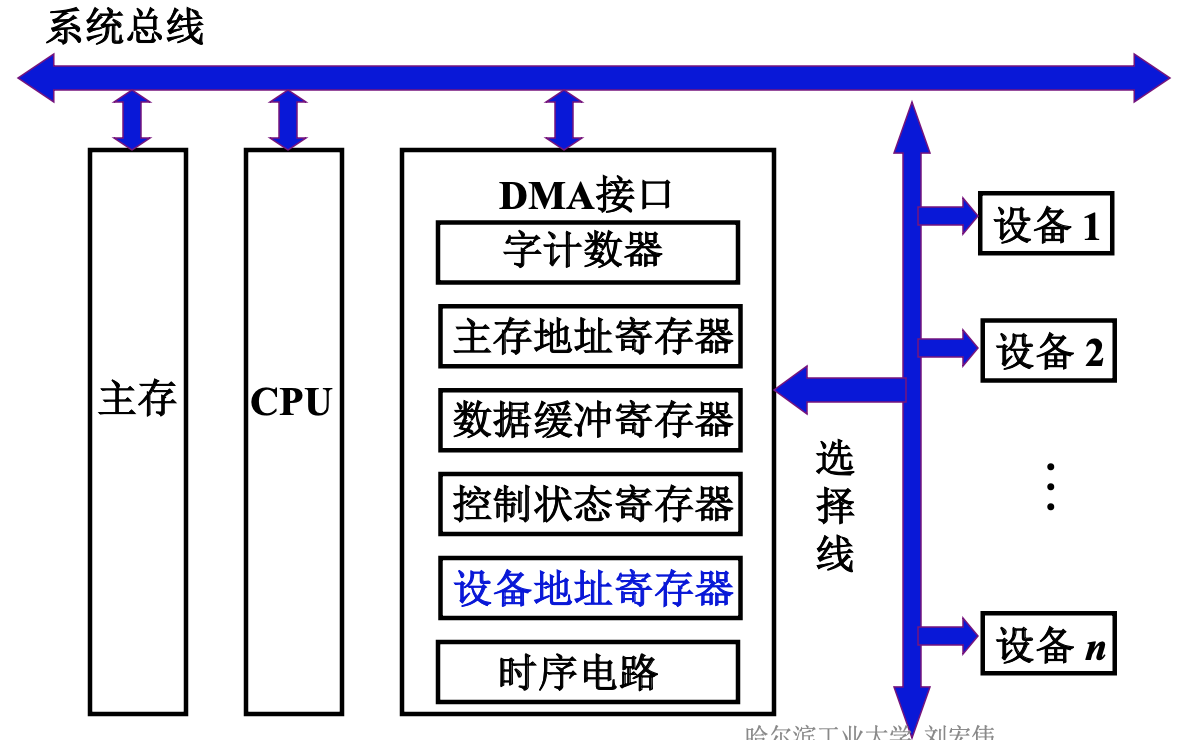 系统总线
DMA接口
字计数器
主存地址寄存器
数据缓冲寄存器
控制状态寄存器
设备地址寄存器
时序电路
主存
CPU
选
择
线
设备 1
设备 2
⋮
设备 n
哈尔滨工业大学 刘宏伟